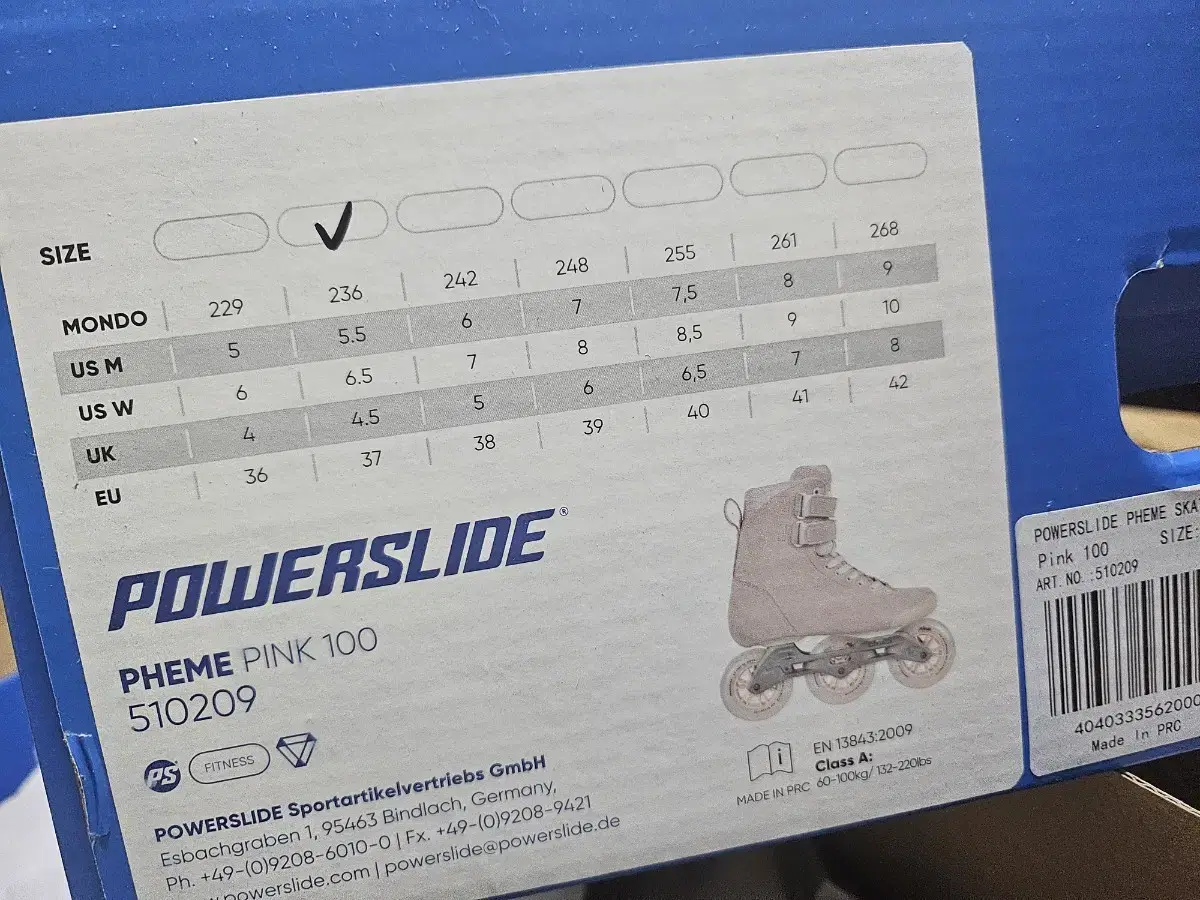 SIZE
MONDO 229 236 242 248 255 261 268
US M 5 5.5 6 7 7,5 8 9
US W 6 6.5 7 8 8,5 9 10
UK 4 4.5 5 6 6,5 7 8
EU 36 37 38 39 40 41 42
POWERSLIDE®
PHEME PINK 100
510209
PS FITNESS
POWERSLIDE Sportartikelvertriebs GmbH
Esbachgraben 1, 95463 Bindlach, Germany,
Ph. +49-(0)9208-6010-0 | Fx. +49-(0)9208-9421
powerslide.com | powerslide@powerslide.de
i
EN 13843:2009
Class A:
MADE IN PRC 60-100kg/ 132-220lbs
POWERSLIDE PHEME SKA
Pink 100 SIZE:
ART. NO. :510209
4040333562000
Made In PRC